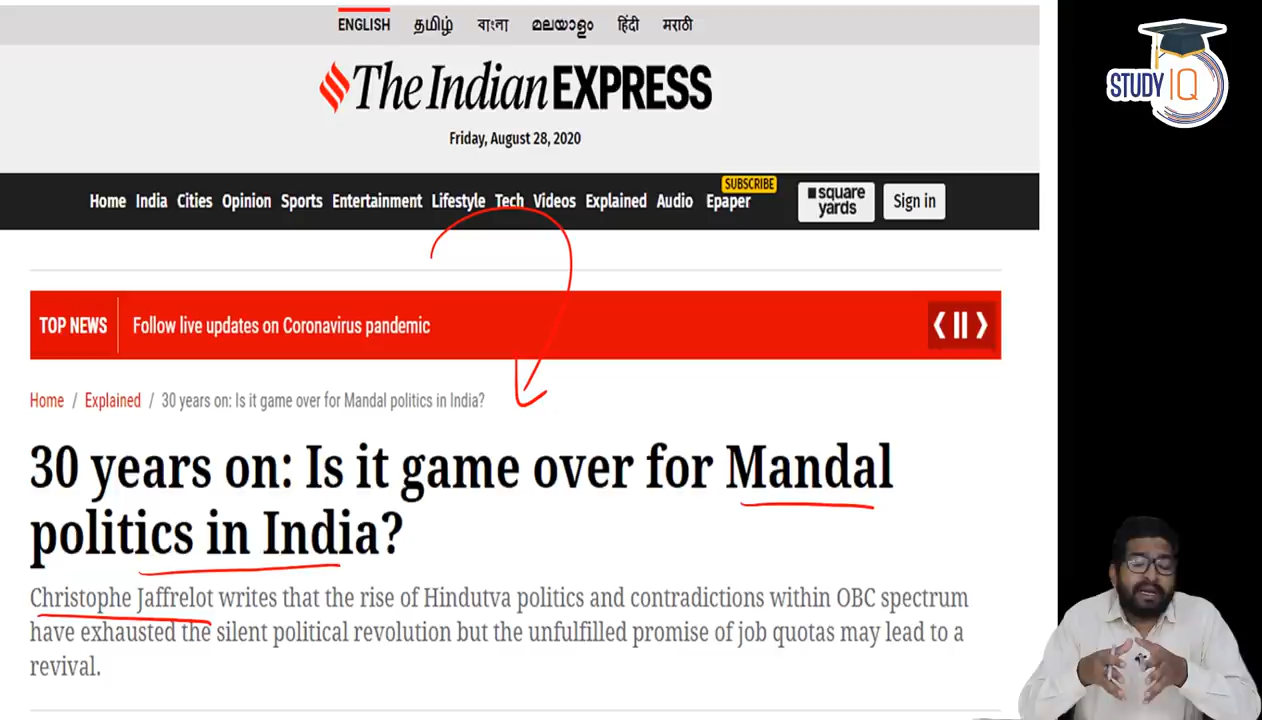 ENGLISH தமிழ் বাংলা മലയാളം हिंदी मराठी
The Indian EXPRESS
Friday, August 28, 2020
SUBSCRIBE
Home India Cities Opinion Sports Entertainment Lifestyle Tech Videos Explained Audio Epaper square yards Sign in
TOP NEWS Follow live updates on Coronavirus pandemic
Home / Explained / 30 years on: Is it game over for Mandal politics in India?
30 years on: Is it game over for Mandal
politics in India?
Christophe Jaffrelot writes that the rise of Hindutva politics and contradictions within OBC spectrum
have exhausted the silent political revolution but the unfulfilled promise of job quotas may lead to a
revival.
STUDY IQ